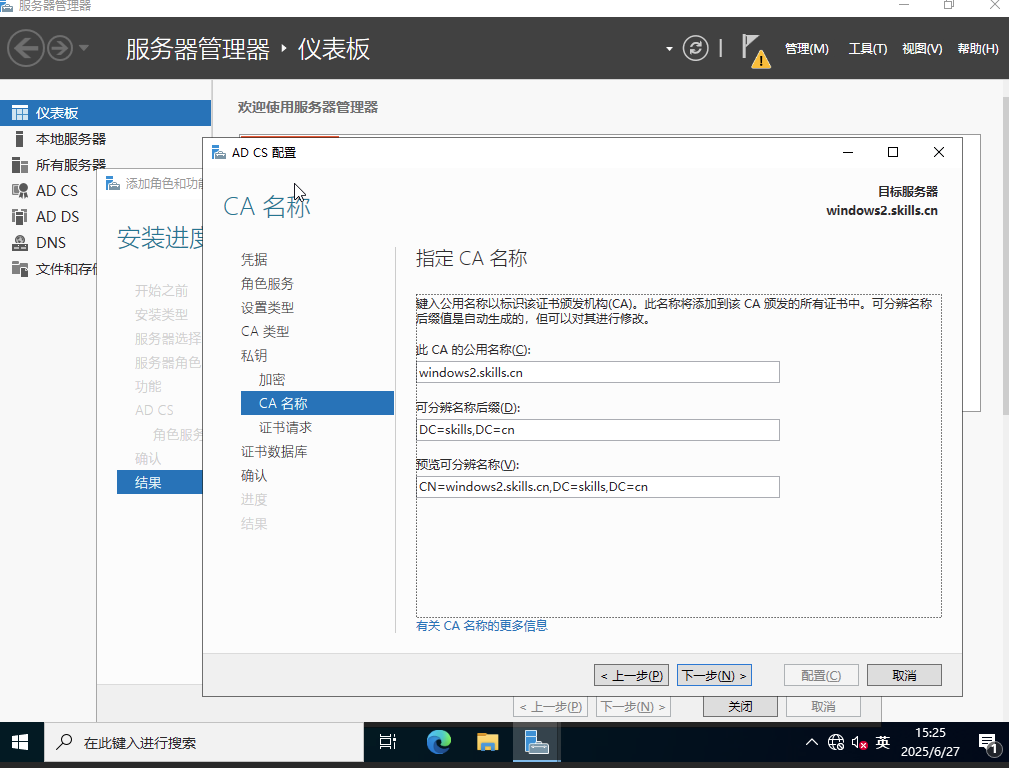 服务器管理器
服务器管理器 · 仪表板
管理(M) 工具(T) 视图(V) 帮助(H)
仪表板
本地服务器
所有服务器
AD CS
AD DS
DNS
文件和存储
欢迎使用服务器管理器
添加角色和功能
安装进度
开始之前
安装类型
服务器选择
服务器角色
功能
AD CS
角色服务
确认
结果
< 上一步(P) 下一步(N) > 关闭 取消
AD CS 配置
CA 名称
目标服务器
windows2.skills.cn
凭据
角色服务
设置类型
CA 类型
私钥
加密
CA 名称
证书请求
证书数据库
确认
进度
结果
指定 CA 名称
键入公用名称以标识该证书颁发机构(CA)。此名称将添加到该 CA 颁发的所有证书中。可分辨名称
后缀值是自动生成的，但可以对其进行修改。
此 CA 的公用名称(C):
windows2.skills.cn
可分辨名称后缀(D):
DC=skills,DC=cn
预览可分辨名称(V):
CN=windows2.skills.cn,DC=skills,DC=cn
有关 CA 名称的更多信息
< 上一步(P) 下一步(N) > 配置(C) 取消
在此键入进行搜索
英
15:25
2025/6/27
1